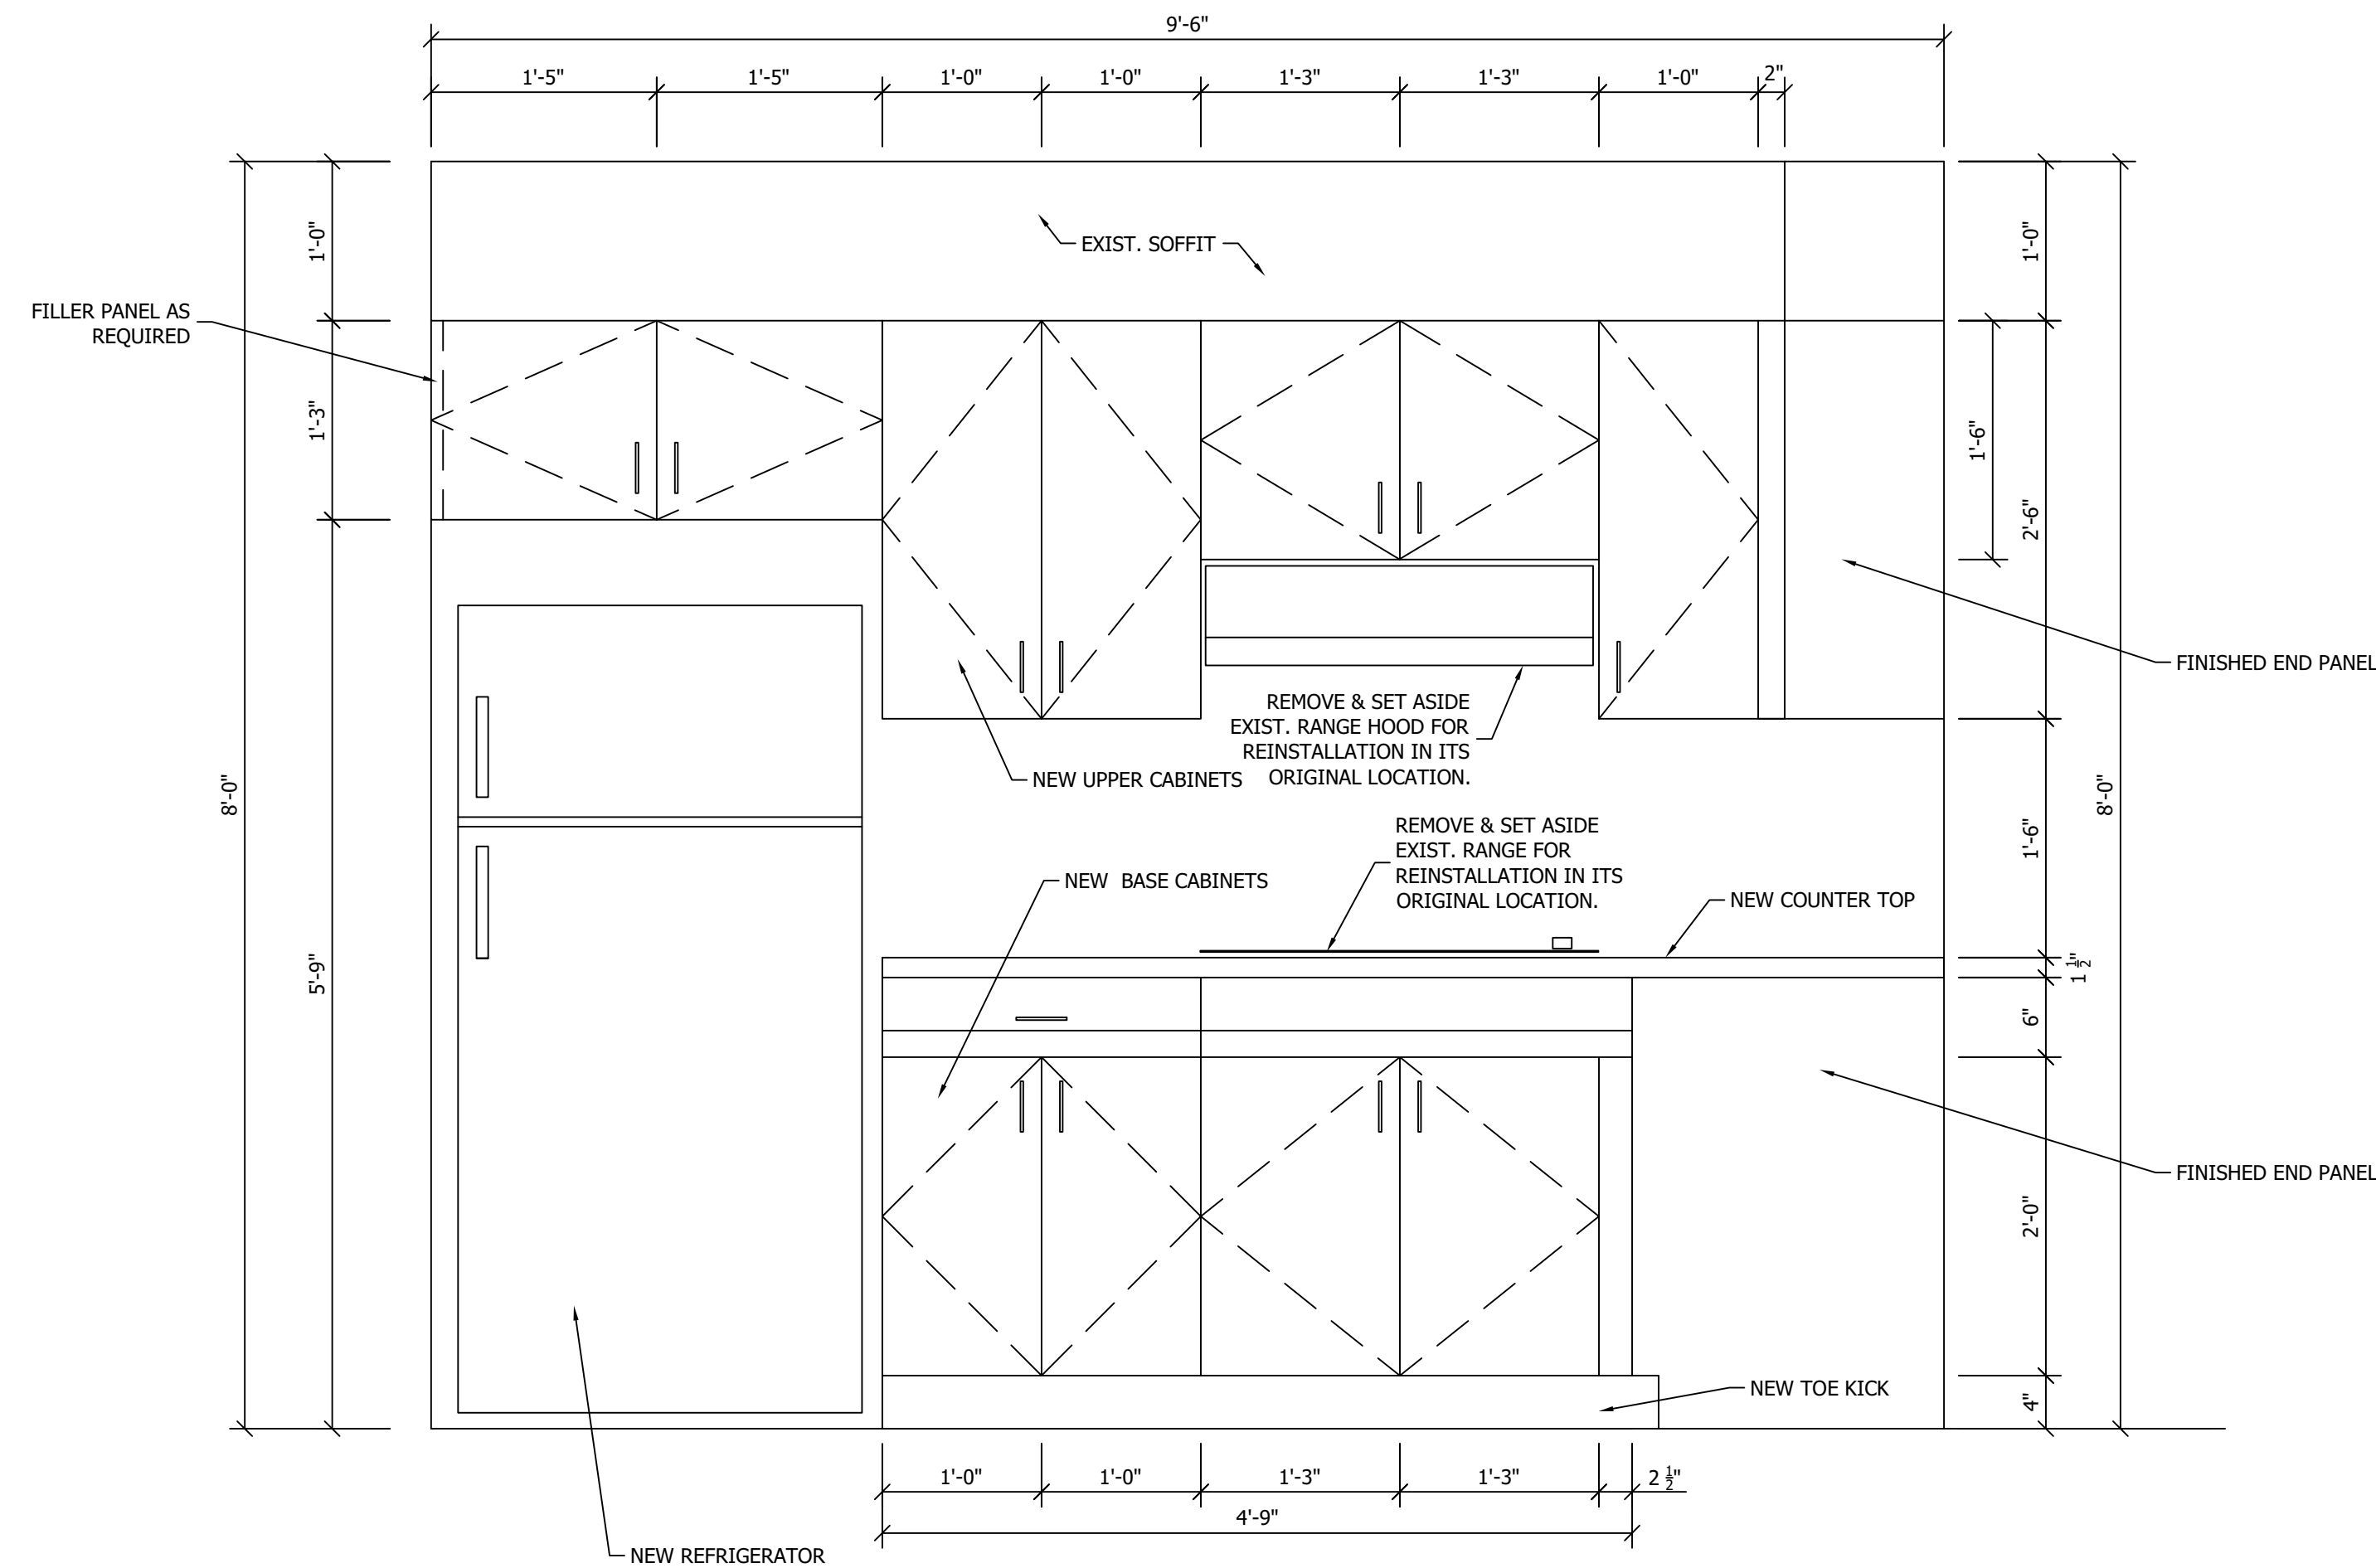 9'-6"
1'-5"
1'-5"
1'-0"
1'-0"
1'-3"
1'-3"
1'-0"
2"
1'-0"
1'-3"
5'-9"
8'-0"
FILLER PANEL AS
REQUIRED
EXIST. SOFFIT
1'-0"
1'-6"
2'-6"
1'-6"
1 1/2"
6"
2'-0"
4"
8'-0"
FINISHED END PANEL
REMOVE & SET ASIDE
EXIST. RANGE HOOD FOR
REINSTALLATION IN ITS
ORIGINAL LOCATION.
NEW UPPER CABINETS
REMOVE & SET ASIDE
EXIST. RANGE FOR
REINSTALLATION IN ITS
ORIGINAL LOCATION.
NEW BASE CABINETS
NEW COUNTER TOP
FINISHED END PANEL
NEW TOE KICK
1'-0"
1'-0"
1'-3"
1'-3"
2 1/2"
4'-9"
NEW REFRIGERATOR